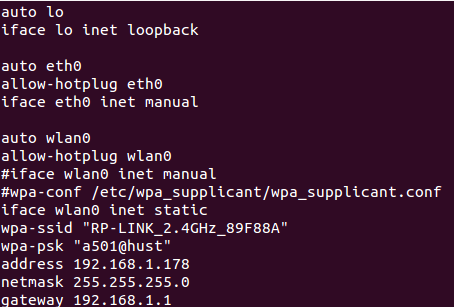 auto lo
iface lo inet loopback
auto eth0
allow-hotplug eth0
iface eth0 inet manual
auto wlan0
allow-hotplug wlan0
#iface wlan0 inet manual
#wpa-conf /etc/wpa_supplicant/wpa_supplicant.conf
iface wlan0 inet static
wpa-ssid "RP-LINK_2.4GHz_89F88A"
wpa-psk "a501@hust"
address 192.168.1.178
netmask 255.255.255.0
gateway 192.168.1.1